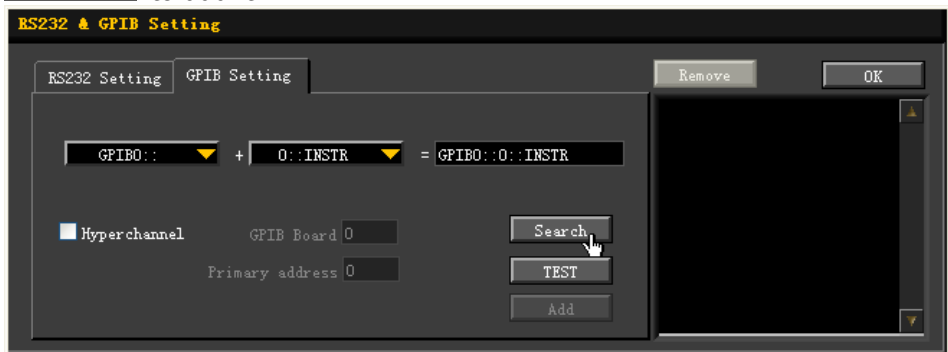 RS232 & GPIB Setting
RS232 Setting GPIB Setting Remove OK
GPIB0:: + 0::INSTR = GPIB0::0::INSTR
Hyperchannel GPIB Board 0 Search
Primary address 0 TEST
Add